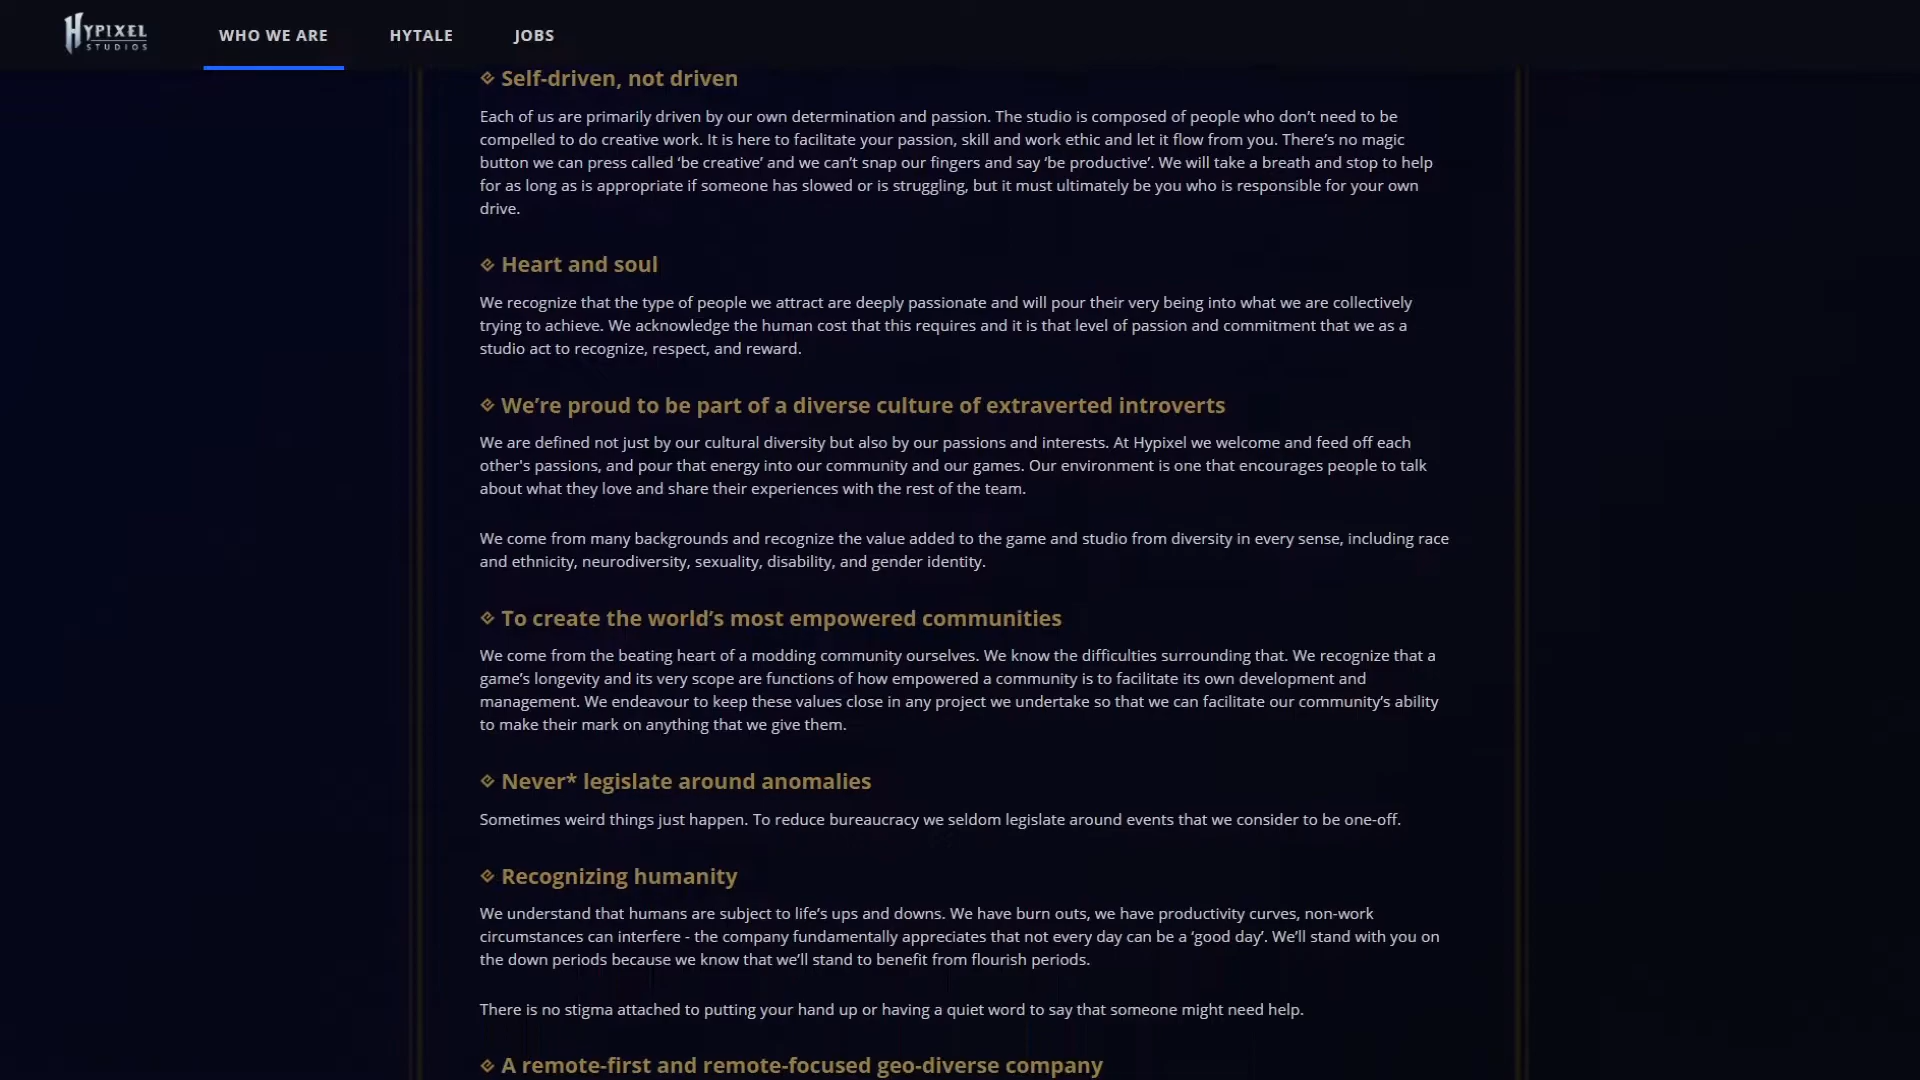 HYPIXEL
STUDIOS
WHO WE ARE
HYTALE
JOBS
Self-driven, not driven
Each of us are primarily driven by our own determination and passion. The studio is composed of people who don’t need to be
compelled to do creative work. It is here to facilitate your passion, skill and work ethic and let it flow from you. There’s no magic
button we can press called ‘be creative’ and we can’t snap our fingers and say ‘be productive’. We will take a breath and stop to help
for as long as is appropriate if someone has slowed or is struggling, but it must ultimately be you who is responsible for your own
drive.
Heart and soul
We recognize that the type of people we attract are deeply passionate and will pour their very being into what we are collectively
trying to achieve. We acknowledge the human cost that this requires and it is that level of passion and commitment that we as a
studio act to recognize, respect, and reward.
We’re proud to be part of a diverse culture of extraverted introverts
We are defined not just by our cultural diversity but also by our passions and interests. At Hypixel we welcome and feed off each
other's passions, and pour that energy into our community and our games. Our environment is one that encourages people to talk
about what they love and share their experiences with the rest of the team.
We come from many backgrounds and recognize the value added to the game and studio from diversity in every sense, including race
and ethnicity, neurodiversity, sexuality, disability, and gender identity.
To create the world’s most empowered communities
We come from the beating heart of a modding community ourselves. We know the difficulties surrounding that. We recognize that a
game’s longevity and its very scope are functions of how empowered a community is to facilitate its own development and
management. We endeavour to keep these values close in any project we undertake so that we can facilitate our community’s ability
to make their mark on anything that we give them.
Never* legislate around anomalies
Sometimes weird things just happen. To reduce bureaucracy we seldom legislate around events that we consider to be one-off.
Recognizing humanity
We understand that humans are subject to life’s ups and downs. We have burn outs, we have productivity curves, non-work
circumstances can interfere - the company fundamentally appreciates that not every day can be a ‘good day’. We’ll stand with you on
the down periods because we know that we’ll stand to benefit from flourish periods.
There is no stigma attached to putting your hand up or having a quiet word to say that someone might need help.
A remote-first and remote-focused geo-diverse company